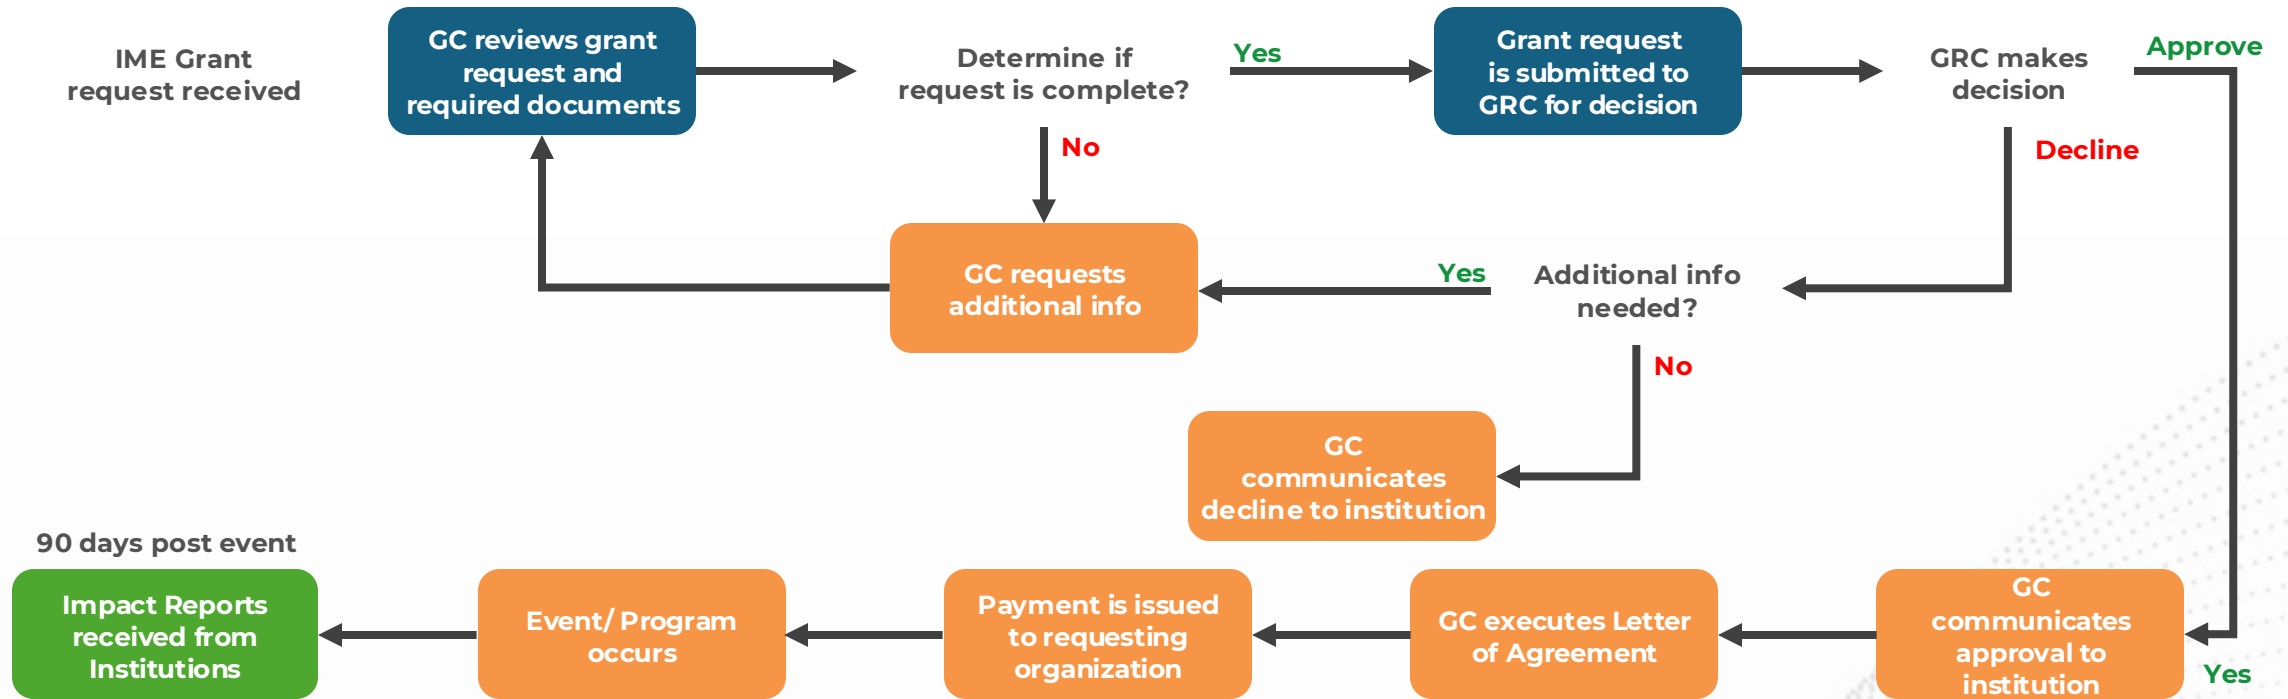 IME Grant
request received
GC reviews grant
request and
required documents
Determine if
request is complete?
Yes
No
Grant request
is submitted to
GRC for decision
GRC makes
decision
Approve
Decline
GC requests
additional info
Yes
Additional info
needed?
No
GC
communicates
decline to institution
90 days post event
Impact Reports
received from
Institutions
Event/ Program
occurs
Payment is issued
to requesting
organization
GC executes Letter
of Agreement
GC
communicates
approval to
institution
Yes